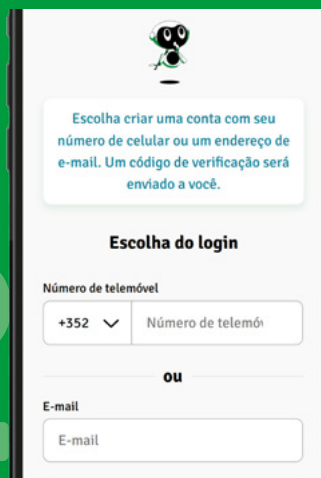 Escolha criar uma conta com seu
número de celular ou um endereço de
e-mail. Um código de verificação será
enviado a você.
Escolha do login
Número de telemóvel
+352
Número de telemóv
ou
E-mail
E-mail